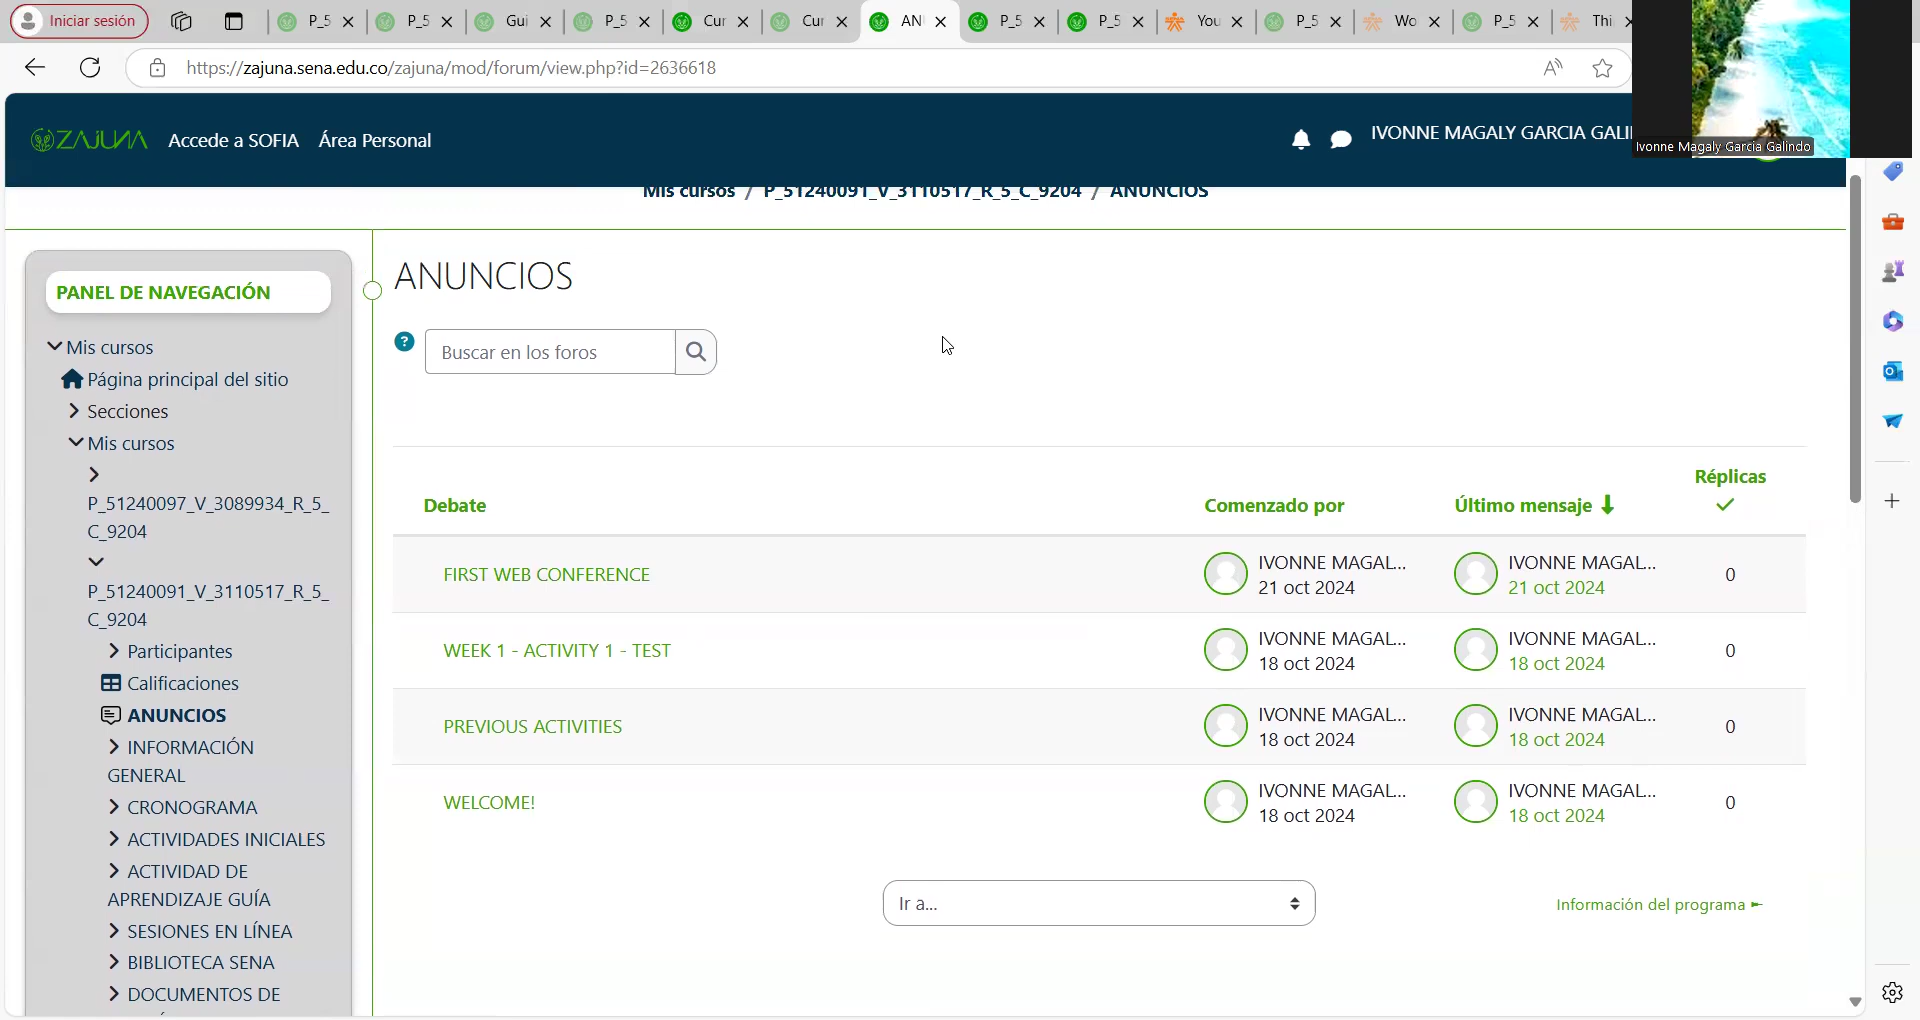 Iniciar sesión
P_5
P_5
Gui
P_5
Cur
Cur
P_5
P_5
You
P_5
Wo
P_5
Thi
https://zajuna.sena.edu.co/zajuna/mod/forum/view.php?id=2636618
ZAJUNA
Accede a SOFIA
Área Personal
IVONNE MAGALY GARCIA GALI
Ivonne Magaly Garcia Galindo
Mis cursos / P_51240091_V_3110517_R_5_C_9204 / ANUNCIOS
PANEL DE NAVEGACIÓN
Mis cursos
Página principal del sitio
Secciones
Mis cursos
P_51240097_V_3089934_R_5_
C_9204
P_51240091_V_3110517_R_5_
C_9204
Participantes
Calificaciones
ANUNCIOS
INFORMACIÓN
GENERAL
CRONOGRAMA
ACTIVIDADES INICIALES
ACTIVIDAD DE
APRENDIZAJE GUÍA
SESIONES EN LÍNEA
BIBLIOTECA SENA
DOCUMENTOS DE
ANUNCIOS
Buscar en los foros
Debate
Comenzado por
Último mensaje
Réplicas
FIRST WEB CONFERENCE
IVONNE MAGAL...
21 oct 2024
IVONNE MAGAL...
21 oct 2024
0
WEEK 1 - ACTIVITY 1 - TEST
IVONNE MAGAL...
18 oct 2024
IVONNE MAGAL...
18 oct 2024
0
PREVIOUS ACTIVITIES
IVONNE MAGAL...
18 oct 2024
IVONNE MAGAL...
18 oct 2024
0
WELCOME!
IVONNE MAGAL...
18 oct 2024
IVONNE MAGAL...
18 oct 2024
0
Ir a...
Información del programa